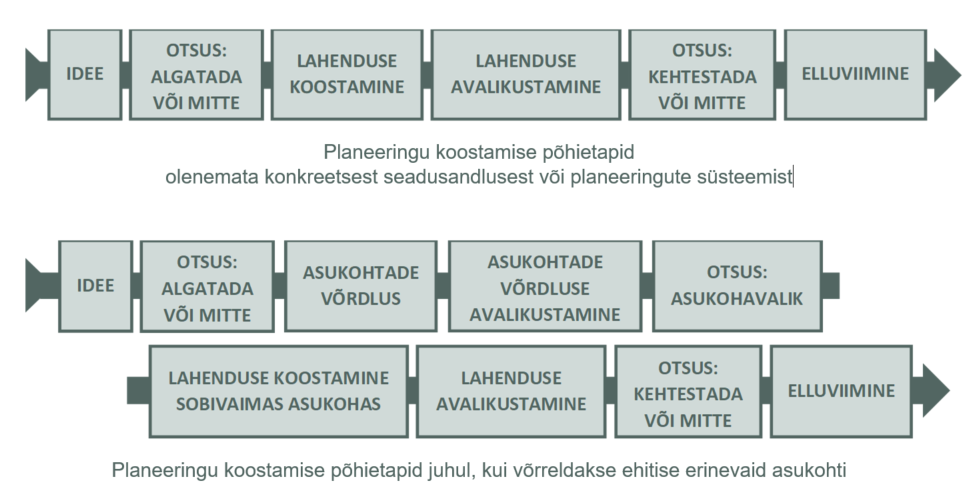 IDEE
OTSUS:
ALGATADA
VÕI MITTE
LAHENDUSE
KOOSTAMINE
LAHENDUSE
AVALIKUSTAMINE
OTSUS:
KEHTESTADA
VÕI MITTE
ELLUVIIMINE
Planeeringu koostamise põhietapid
olenemata konkreetsest seadusandlusest või planeeringute süsteemist
IDEE
OTSUS:
ALGATADA
VÕI MITTE
ASUKOHTADE
VÕRDLUS
ASUKOHTADE
VÕRDLUSE
AVALIKUSTAMINE
OTSUS:
ASUKOHAVALIK
LAHENDUSE KOOSTAMINE
SOBIVAIMAS ASUKOHAS
LAHENDUSE
AVALIKUSTAMINE
OTSUS:
KEHTESTADA
VÕI MITTE
ELLUVIIMINE
Planeeringu koostamise põhietapid juhul, kui võrreldakse ehitise erinevaid asukohti